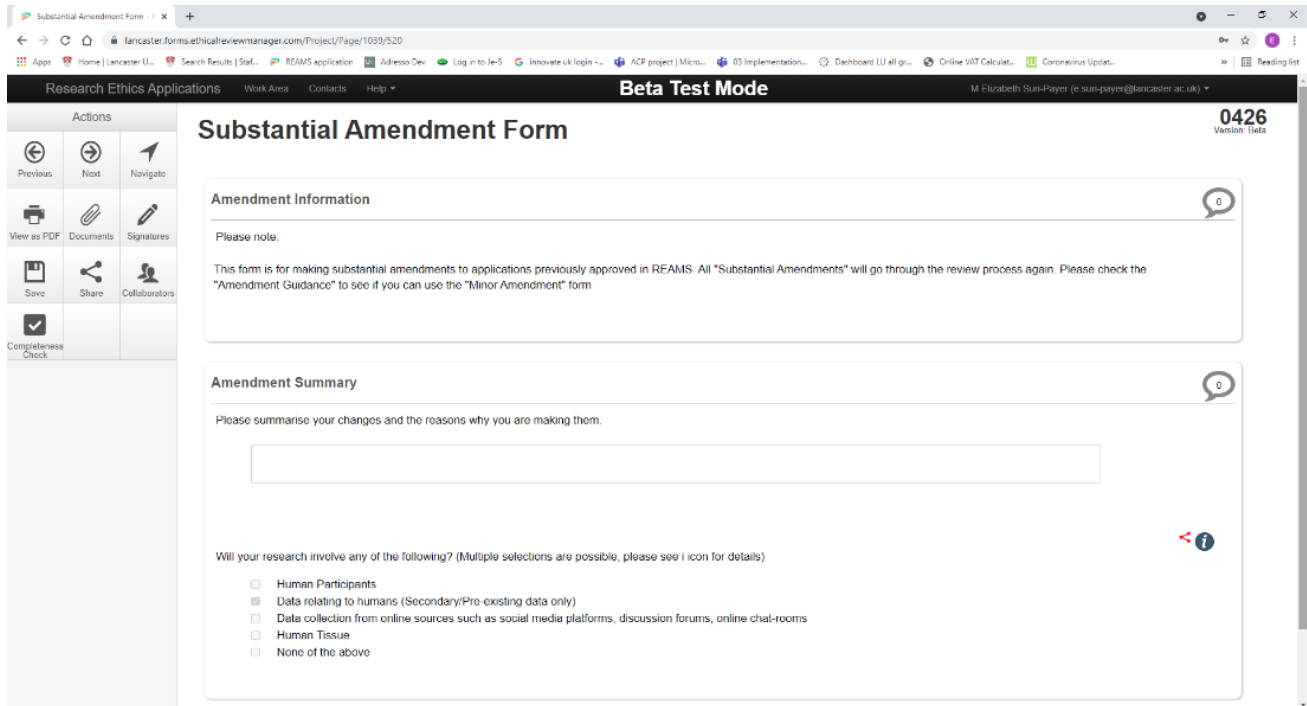 Substantial Amendment Form - F
lancaster.forms.ethicalreviewmanager.com/Project/Page/1039/520
E
Apps Home | Lancaster U... Search Results | Staf... REAMS application Adresso Dev Log in to Je-S innovate uk login -... ACP project | Micro... 03 Implementation... Dashboard LU all gr... Online VAT Calculat... Coronavirus Updat... » Reading list
Research Ethics Applications Work Area Contacts Help Beta Test Mode M Elizabeth Sun-Payer (e.sun-payer@lancaster.ac.uk)
Actions
Previous Next Navigate
View as PDF Documents Signatures
Save Share Collaborators
Completeness
Check
Substantial Amendment Form
0426
Version: Beta
Amendment Information
0
Please note.
This form is for making substantial amendments to applications previously approved in REAMS. All "Substantial Amendments" will go through the review process again. Please check the
"Amendment Guidance" to see if you can use the "Minor Amendment" form
Amendment Summary
0
Please summarise your changes and the reasons why you are making them.
i
Will your research involve any of the following? (Multiple selections are possible, please see i icon for details)
Human Participants
Data relating to humans (Secondary/Pre-existing data only)
Data collection from online sources such as social media platforms, discussion forums, online chat-rooms
Human Tissue
None of the above